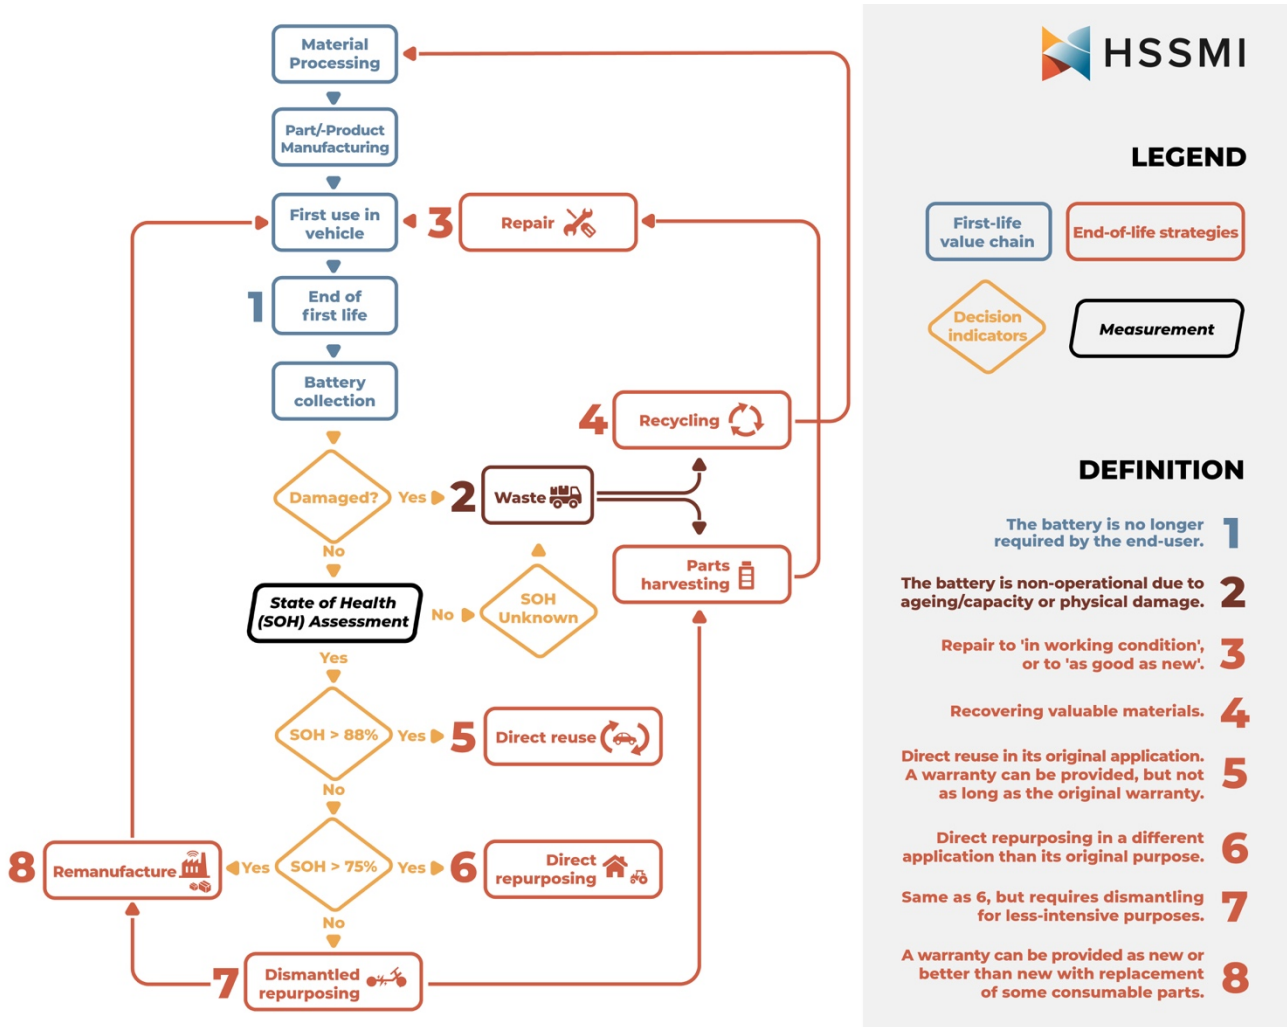 Material
Processing
Part/-Product
Manufacturing
First use in
vehicle
3
Repair
1
End of
first life
Battery
collection
4
Recycling
Damaged?
Yes
2
Waste
No
Parts
harvesting
State of Health
(SOH) Assessment
No
SOH
Unknown
Yes
SOH > 88%
Yes
5
Direct reuse
No
8
Remanufacture
Yes
SOH > 75%
Yes
6
Direct
repurposing
No
7
Dismantled
repurposing
HSSMI
LEGEND
First-life
value chain
End-of-life strategies
Decision
indicators
Measurement
DEFINITION
The battery is no longer
required by the end-user.
1
The battery is non-operational due to
ageing/capacity or physical damage.
2
Repair to 'in working condition',
or to 'as good as new'.
3
Recovering valuable materials.
4
Direct reuse in its original application.
A warranty can be provided, but not
as long as the original warranty.
5
Direct repurposing in a different
application than its original purpose.
6
Same as 6, but requires dismantling
for less-intensive purposes.
7
A warranty can be provided as new or
better than new with replacement
of some consumable parts.
8